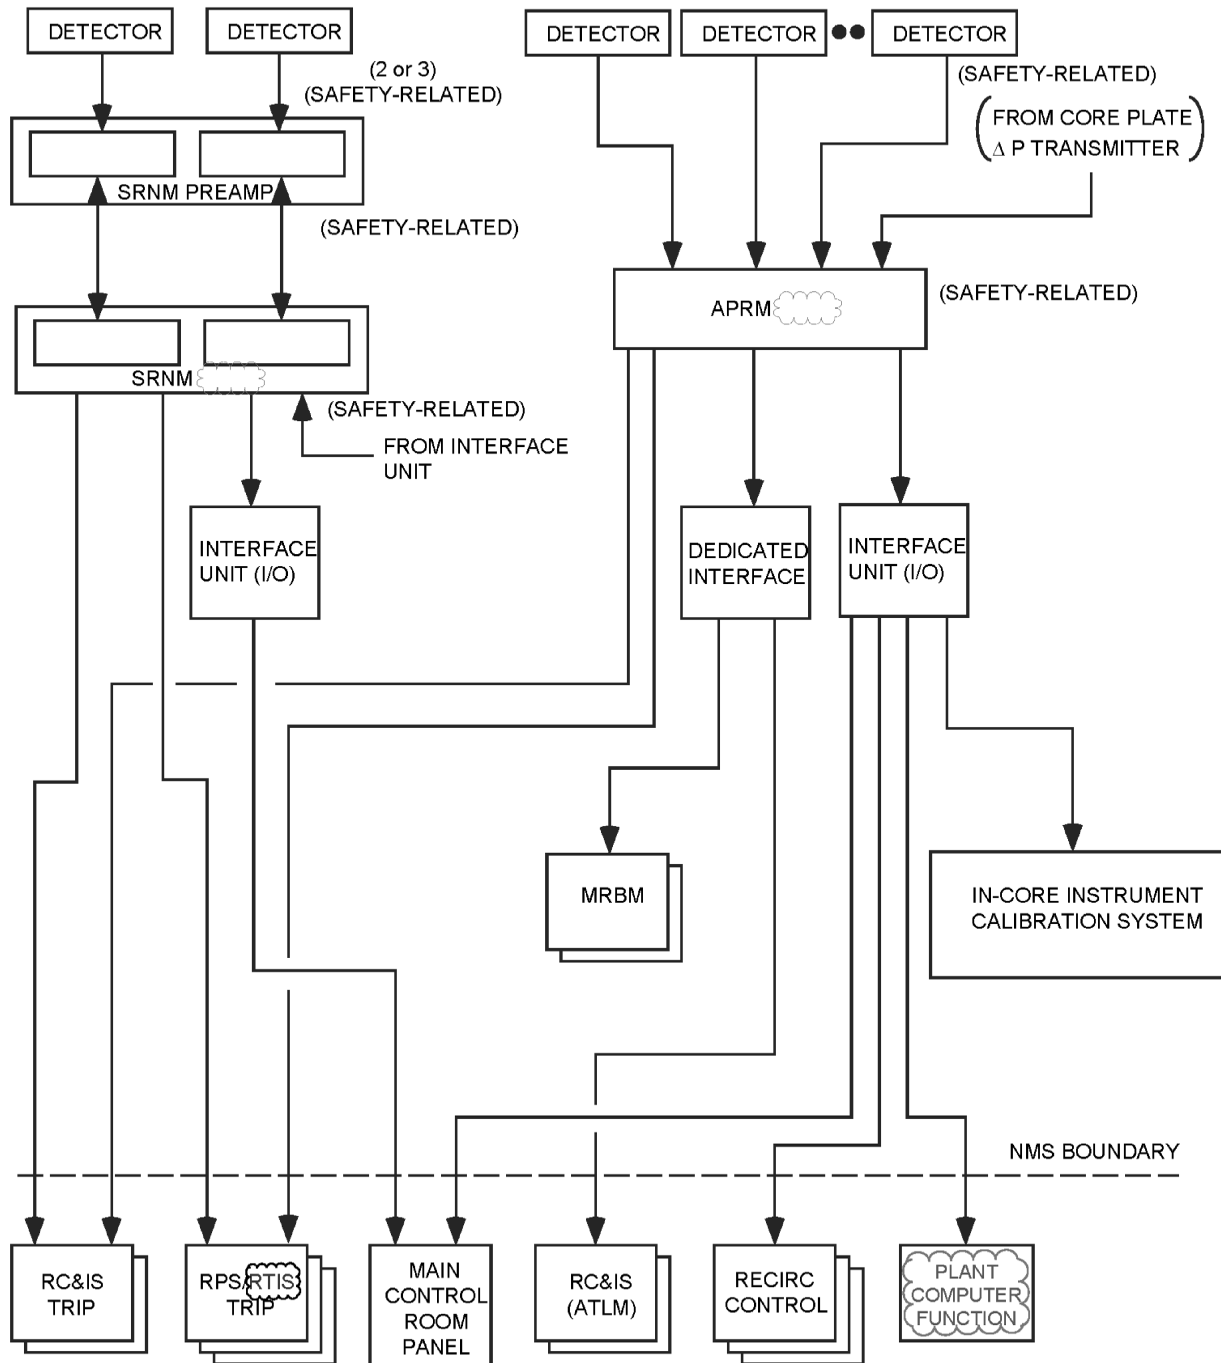 DETECTOR
DETECTOR
DETECTOR
DETECTOR
DETECTOR
(2 or 3)
(SAFETY-RELATED)
(SAFETY-RELATED)
(FROM CORE PLATE
Δ P TRANSMITTER)
SRNM PREAMP
(SAFETY-RELATED)
APRM
(SAFETY-RELATED)
SRNM
(SAFETY-RELATED)
FROM INTERFACE
UNIT
INTERFACE
UNIT (I/O)
DEDICATED
INTERFACE
INTERFACE
UNIT (I/O)
MRBM
IN-CORE INSTRUMENT
CALIBRATION SYSTEM
NMS BOUNDARY
RC&IS
TRIP
RPS/RTIS
TRIP
MAIN
CONTROL
ROOM
PANEL
RC&IS
(ATLM)
RECIRC
CONTROL
PLANT
COMPUTER
FUNCTION